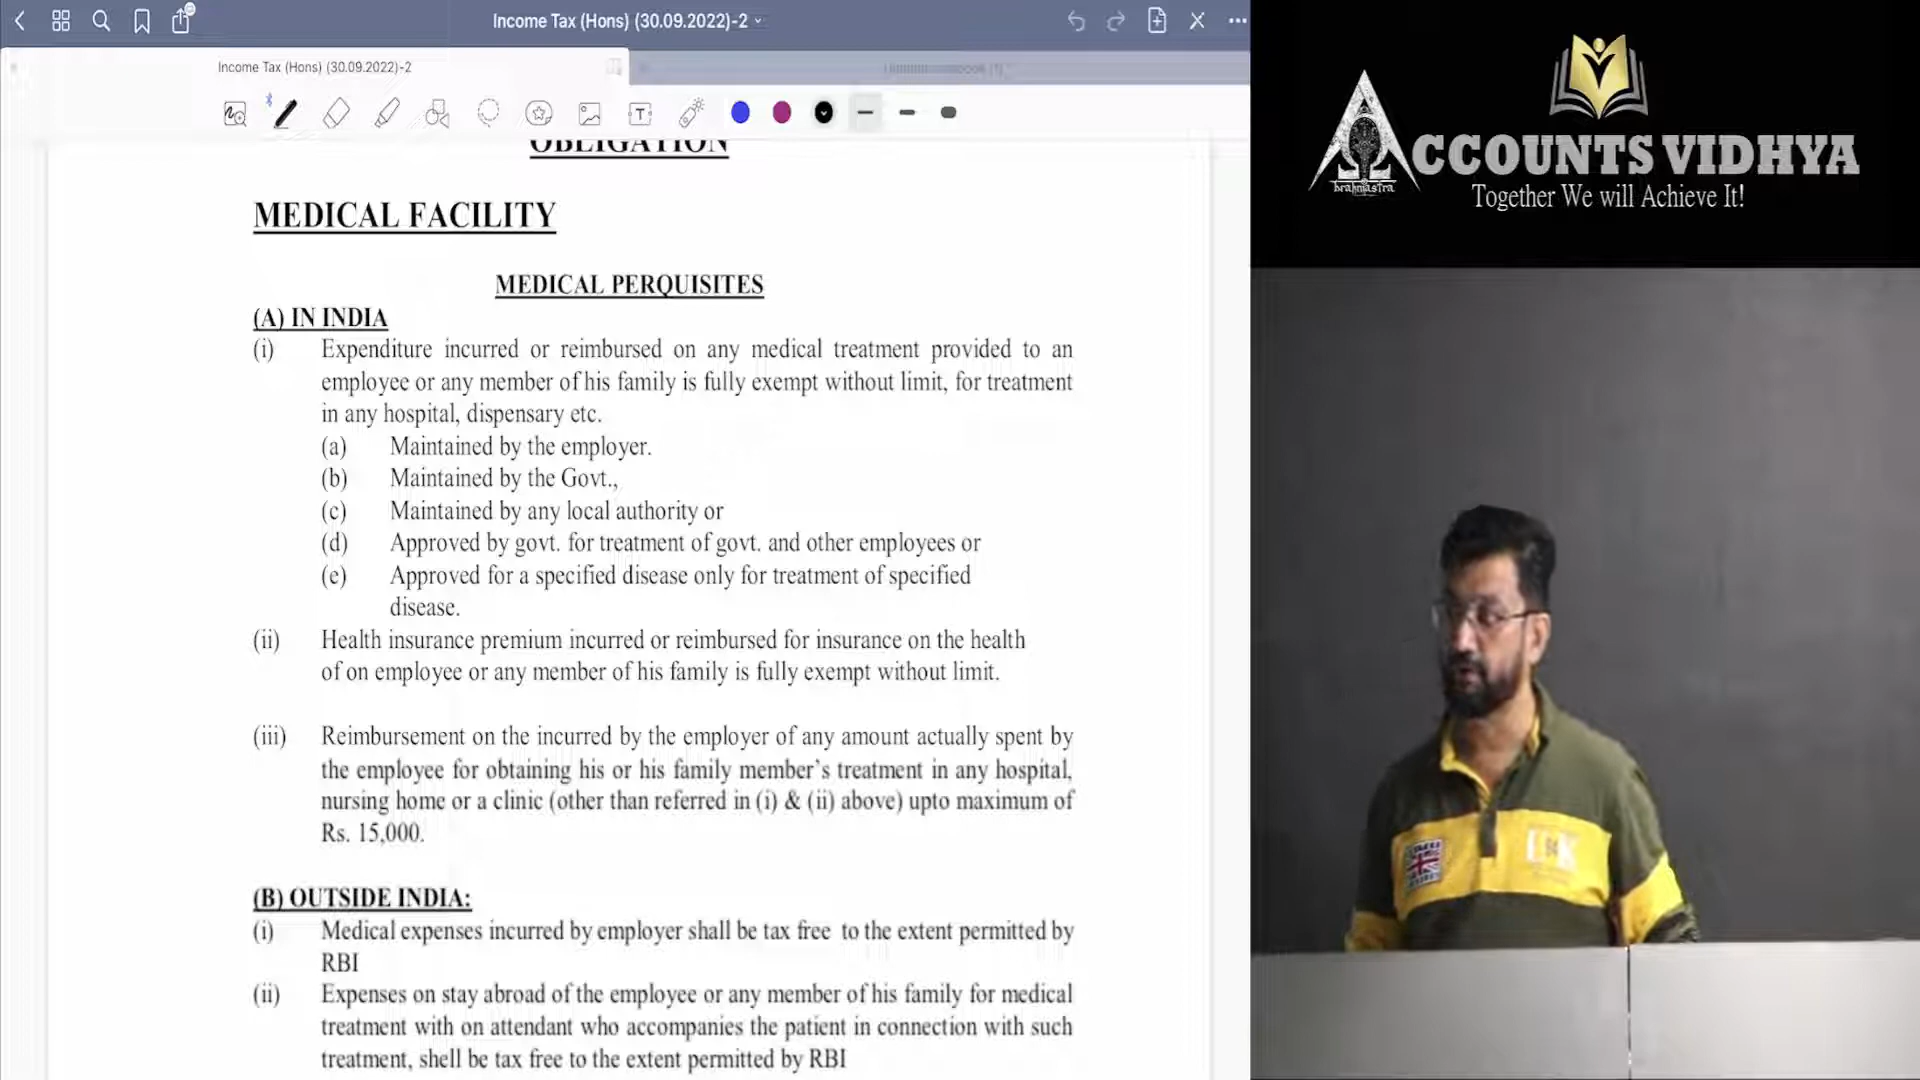 Income Tax (Hons) (30.09.2022)-2
Income Tax (Hons) (30.09.2022)-2
T
OBLIGATION
MEDICAL FACILITY
MEDICAL PERQUISITES
(A) IN INDIA
(i) Expenditure incurred or reimbursed on any medical treatment provided to an
employee or any member of his family is fully exempt without limit, for treatment
in any hospital, dispensary etc.
(a) Maintained by the employer.
(b) Maintained by the Govt.,
(c) Maintained by any local authority or
(d) Approved by govt. for treatment of govt. and other employees or
(e) Approved for a specified disease only for treatment of specified
disease.
(ii) Health insurance premium incurred or reimbursed for insurance on the health
of on employee or any member of his family is fully exempt without limit.
(iii) Reimbursement on the incurred by the employer of any amount actually spent by
the employee for obtaining his or his family member's treatment in any hospital,
nursing home or a clinic (other than referred in (i) & (ii) above) upto maximum of
Rs. 15,000.
(B) OUTSIDE INDIA:
(i) Medical expenses incurred by employer shall be tax free to the extent permitted by
RBI
(ii) Expenses on stay abroad of the employee or any member of his family for medical
treatment with on attendant who accompanies the patient in connection with such
treatment, shell be tax free to the extent permitted by RBI
ACCOUNTS VIDHYA
brahmastra
Together We will Achieve It!